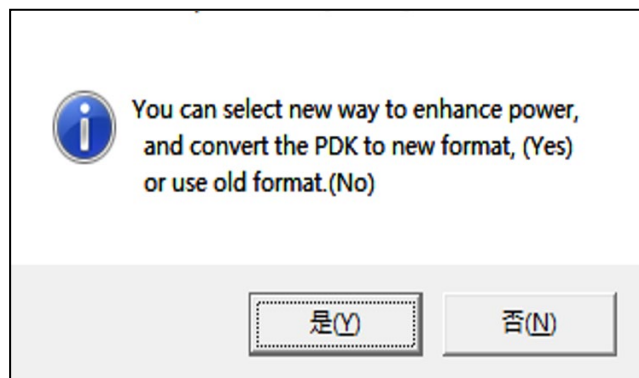 You can select new way to enhance power,
and convert the PDK to new format, (Yes)
or use old format.(No)
是(Y)
否(N)